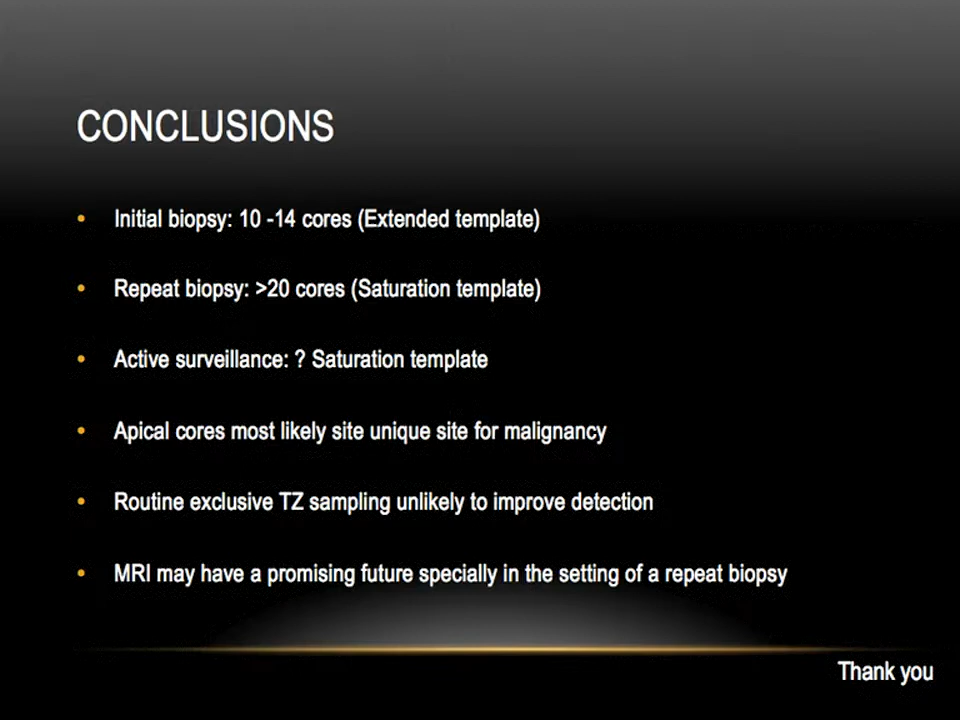 CONCLUSIONS
• Initial biopsy: 10 -14 cores (Extended template)
• Repeat biopsy: >20 cores (Saturation template)
• Active surveillance: ? Saturation template
• Apical cores most likely site unique site for malignancy
• Routine exclusive TZ sampling unlikely to improve detection
• MRI may have a promising future specially in the setting of a repeat biopsy
Thank you